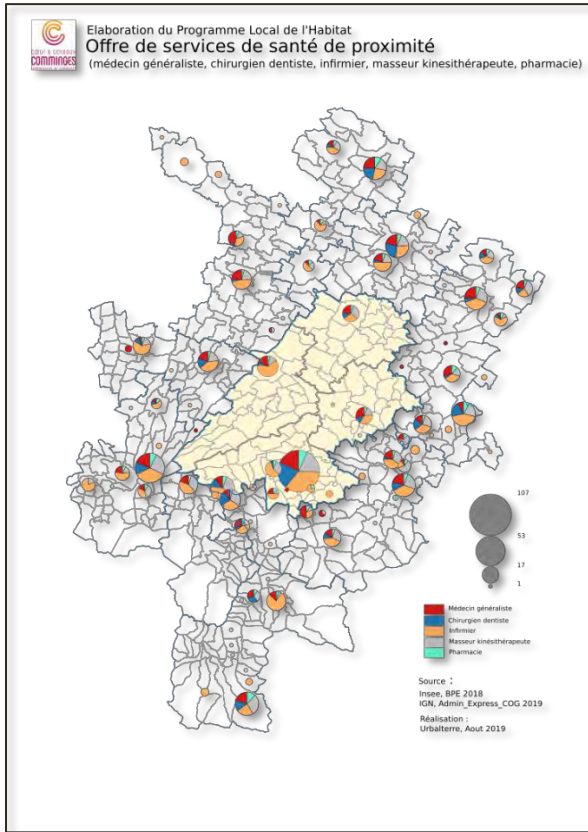 Elaboration du Programme Local de l'Habitat
Offre de services de santé de proximité
(médecin généraliste, chirurgien dentiste, infirmier, masseur kinesithérapeute, pharmacie)
COMMINGES
107
53
17
1
Médecin généraliste
Chirurgien dentiste
Infirmier
Masseur kinésithérapeute
Pharmacie
Source :
Insee, BPE 2018
IGN, Admin_Express_COG 2019
Réalisation :
Urbalterre, Aout 2019